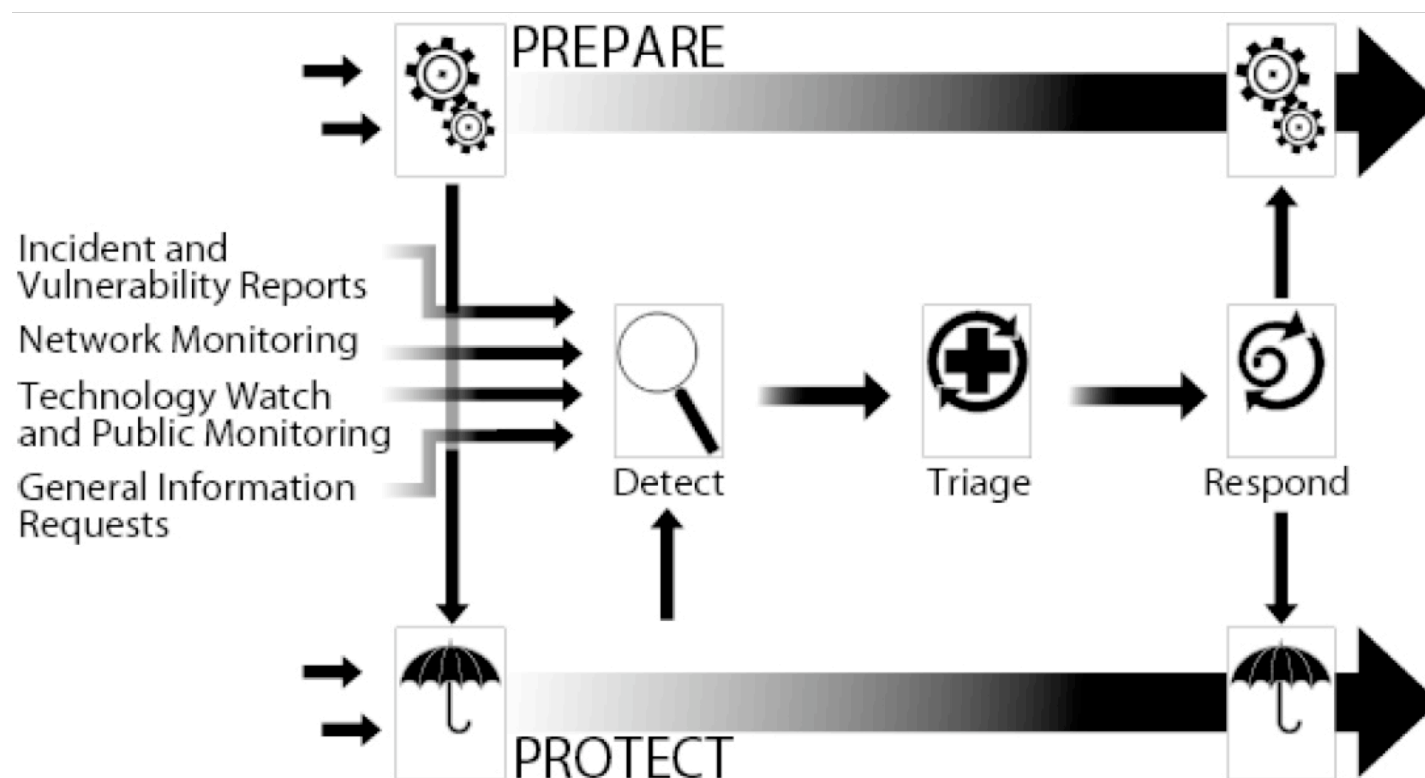 PREPARE
Incident and
Vulnerability Reports
Network Monitoring
Technology Watch
and Public Monitoring
General Information
Requests
Detect
Triage
Respond
PROTECT